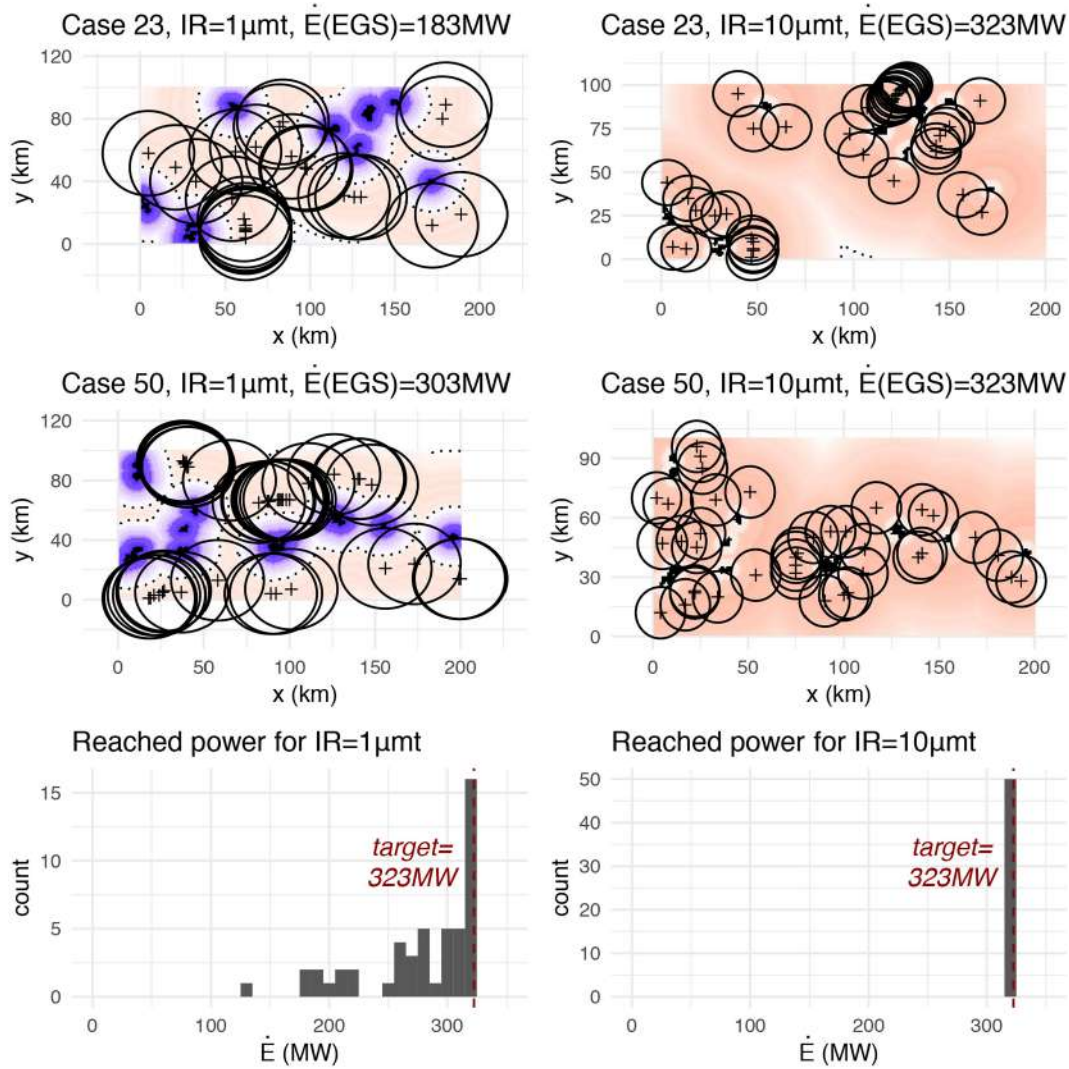 Case 23, IR=1µmt, Ė(EGS)=183MW
120
80
40
0
y (km)
0 50 100 150 200
x (km)
Case 23, IR=10µmt, Ė(EGS)=323MW
100
75
50
25
0
y (km)
0 50 100 150 200
x (km)
Case 50, IR=1µmt, Ė(EGS)=303MW
120
80
40
0
y (km)
0 50 100 150 200
x (km)
Case 50, IR=10µmt, Ė(EGS)=323MW
90
60
30
0
y (km)
0 50 100 150 200
x (km)
Reached power for IR=1µmt
15
10
5
0
count
target=
323MW
0 100 200 300
Ė (MW)
Reached power for IR=10µmt
50
40
30
20
10
0
count
target=
323MW
0 100 200 300
Ė (MW)